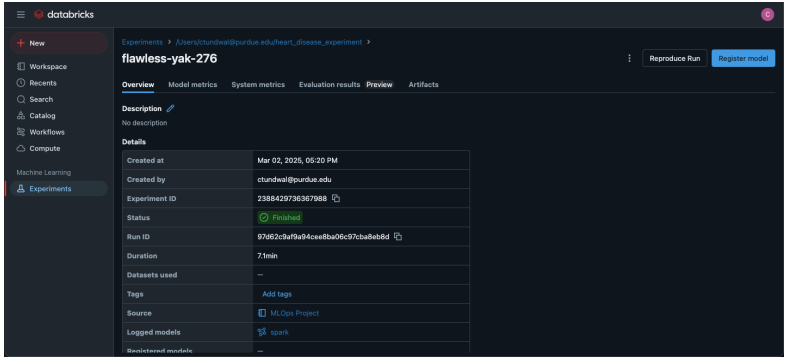 databricks
C
New
Workspace
Recents
Search
Catalog
Workflows
Compute
Machine Learning
Experiments
Experiments > /Users/ctundwal@purdue.edu/heart_disease_experiment >
flawless-yak-276
Reproduce Run
Register model
Overview Model metrics System metrics Evaluation results Preview Artifacts
Description
No description
Details
Created at Mar 02, 2025, 05:20 PM
Created by ctundwal@purdue.edu
Experiment ID 2388429736367988
Status Finished
Run ID 97d62c9af9a94cee8ba06c97cba8eb8d
Duration 7.1min
Datasets used —
Tags Add tags
Source MLOps Project
Logged models spark
Registered models —